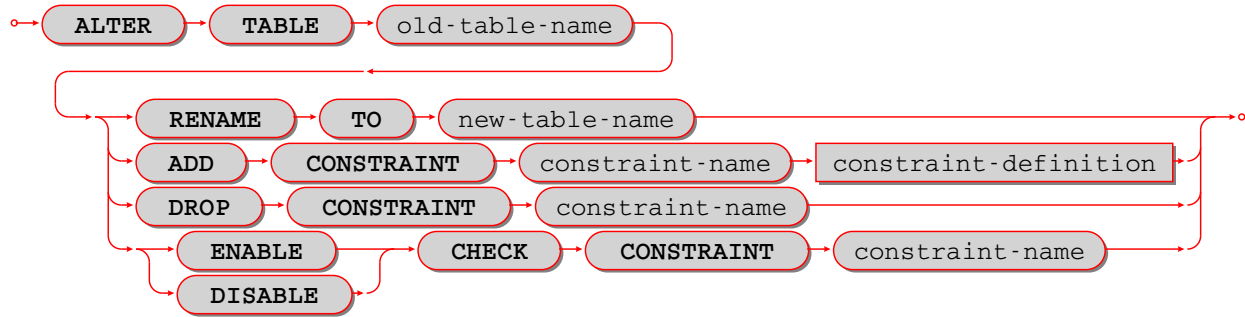 ALTER TABLE old-table-name
RENAME TO new-table-name
ADD CONSTRAINT constraint-name constraint-definition
DROP CONSTRAINT constraint-name
ENABLE CHECK CONSTRAINT constraint-name
DISABLE